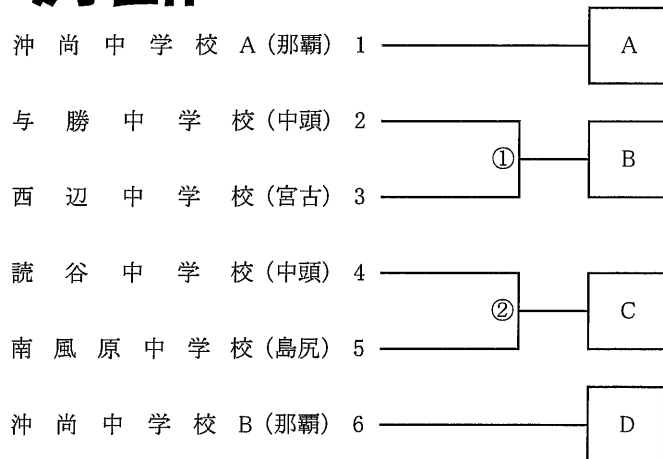 沖尚中学校A(那覇) 1 A
与勝中学校(中頭) 2
① B
西辺中学校(宮古) 3
読谷中学校(中頭) 4
② C
南風原中学校(島尻) 5
沖尚中学校B(那覇) 6 D